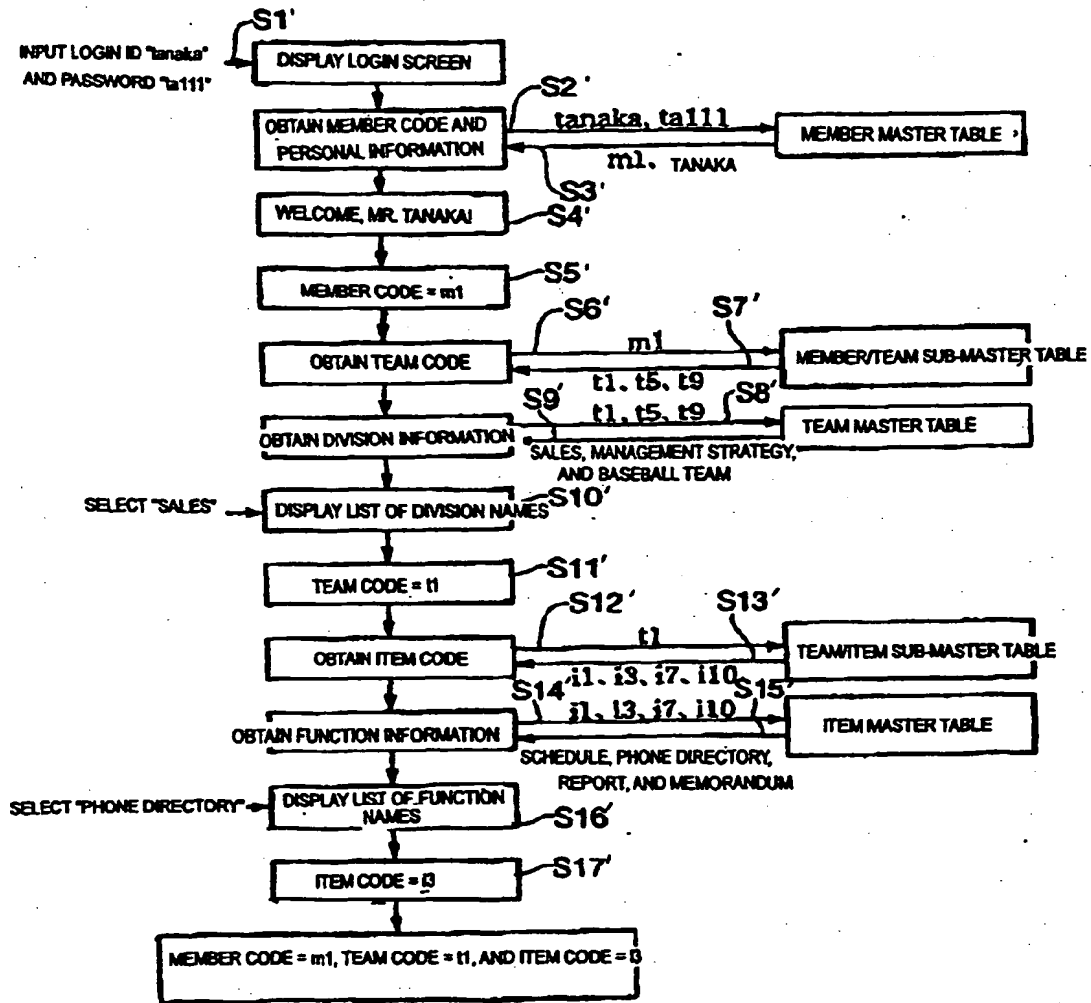 S1'
INPUT LOGIN ID "tanaka"
AND PASSWORD "ta111"
DISPLAY LOGIN SCREEN
S2'
OBTAIN MEMBER CODE AND
PERSONAL INFORMATION
tanaka, ta111
MEMBER MASTER TABLE
m1、 TANAKA
S3'
WELCOME, MR. TANAKA!
S4'
S5'
MEMBER CODE = m1
S6'
S7'
OBTAIN TEAM CODE
m1
MEMBER/TEAM SUB-MASTER TABLE
t1、t5、t9
S9'
S8'
t1, t5、t9
OBTAIN DIVISION INFORMATION
TEAM MASTER TABLE
SALES, MANAGEMENT STRATEGY,
AND BASEBALL TEAM
SELECT "SALES"
DISPLAY LIST OF DIVISION NAMES
S10'
TEAM CODE = t1
S11'
S12'
S13'
OBTAIN ITEM CODE
t1
TEAM/ITEM SUB-MASTER TABLE
i1、i3、i7、i10
S14'
S15'
i1、i3、i7、i10
OBTAIN FUNCTION INFORMATION
ITEM MASTER TABLE
SCHEDULE, PHONE DIRECTORY,
REPORT, AND MEMORANDUM
SELECT "PHONE DIRECTORY"
DISPLAY LIST OF FUNCTION
NAMES
S16'
ITEM CODE = i3
S17'
MEMBER CODE = m1, TEAM CODE = t1, AND ITEM CODE = i3